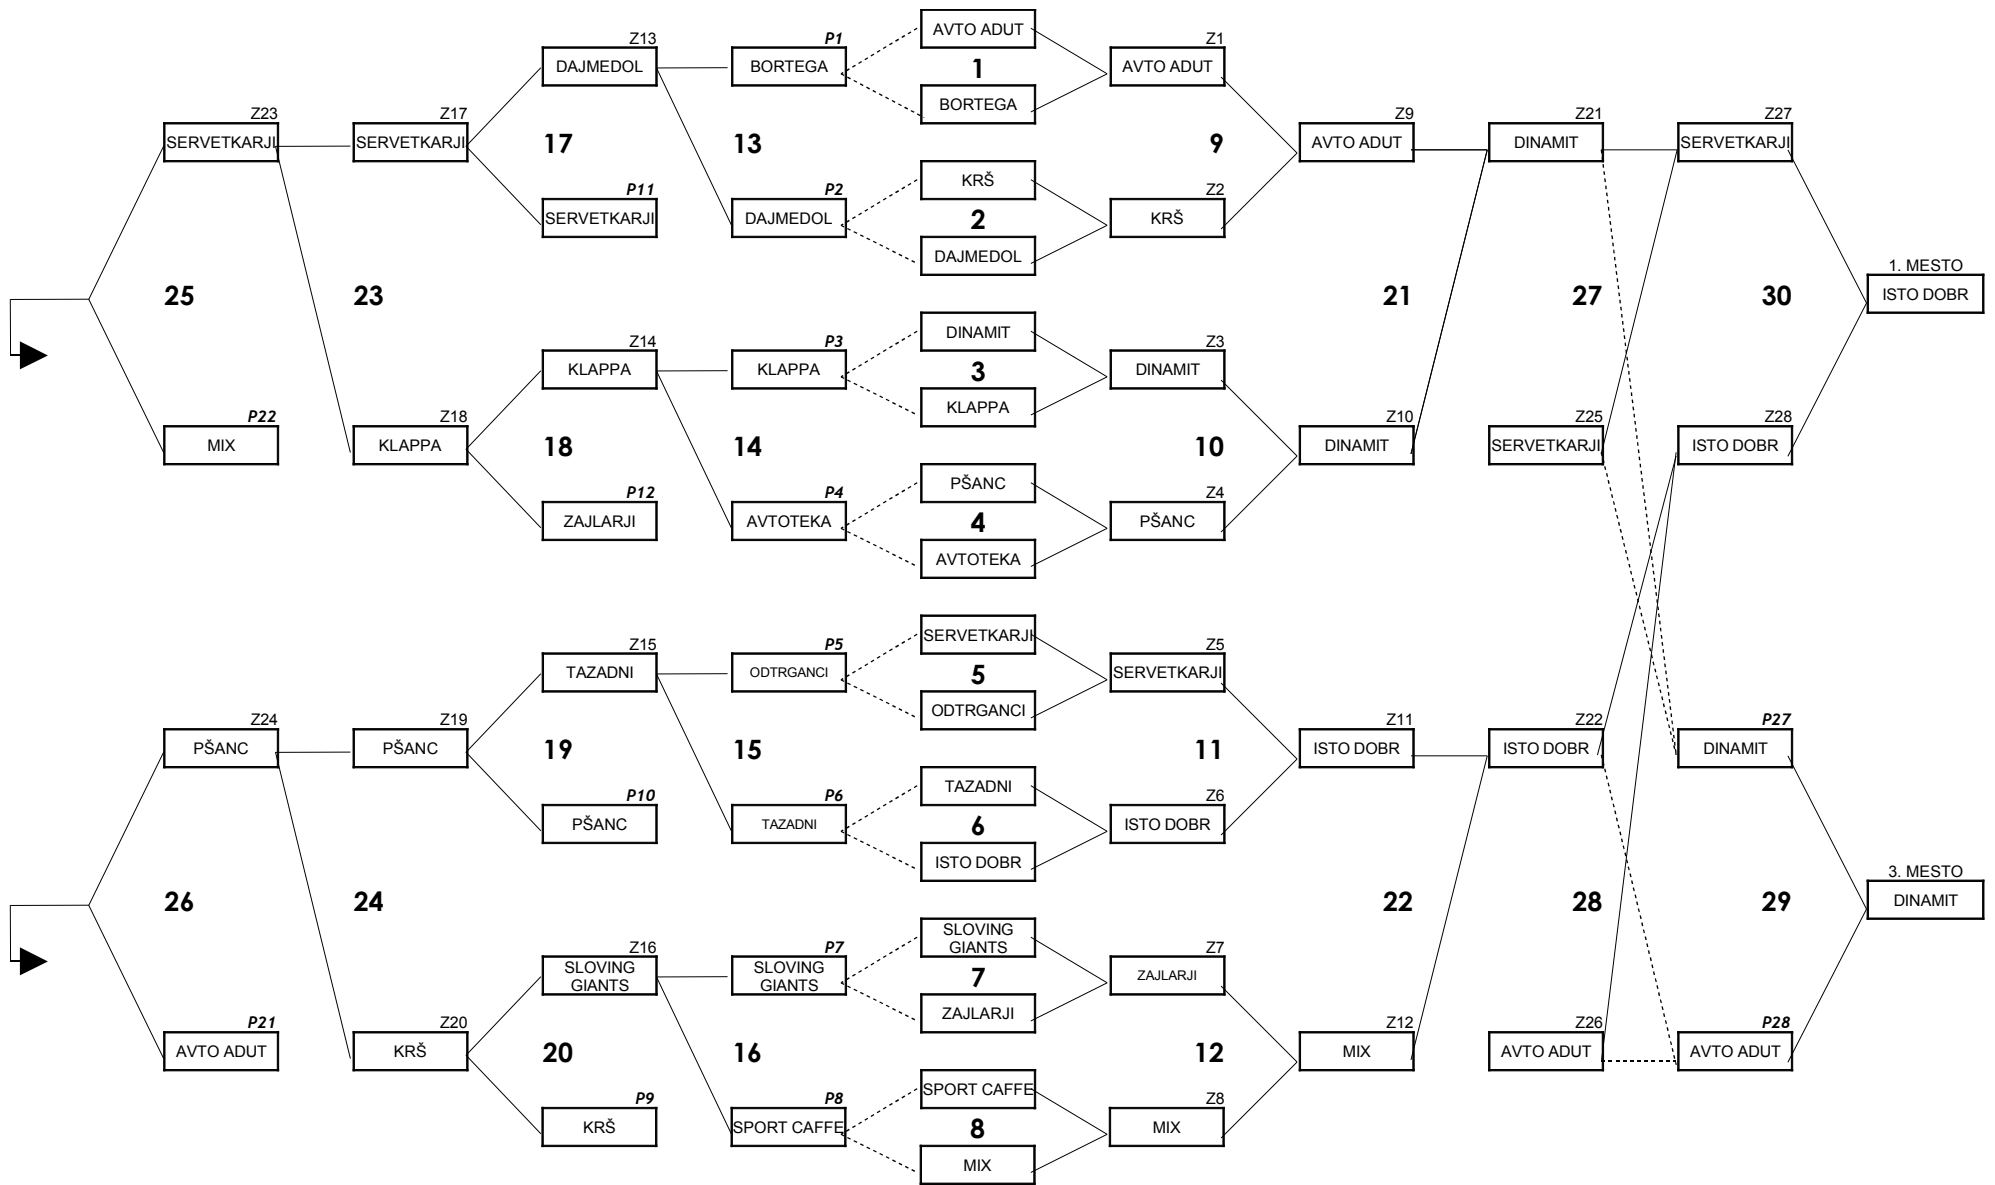 AVTO ADUT
Z13
P1
Z1
DAJMEDOL
BORTEGA
1
AVTO ADUT
BORTEGA
Z23
Z17
Z9
Z21
Z27
SERVETKARJI
SERVETKARJI
17
13
9
AVTO ADUT
DINAMIT
SERVETKARJI
KRŠ
P11
P2
Z2
SERVETKARJI
DAJMEDOL
2
KRŠ
DAJMEDOL
1. MESTO
25
23
21
27
30
ISTO DOBR
DINAMIT
Z14
P3
Z3
KLAPPA
KLAPPA
3
DINAMIT
KLAPPA
P22
Z18
Z10
Z25
Z28
MIX
KLAPPA
18
14
10
DINAMIT
SERVETKARJI
ISTO DOBR
PŠANC
P12
P4
Z4
ZAJLARJI
AVTOTEKA
4
PŠANC
AVTOTEKA
SERVETKARJI
Z15
P5
Z5
TAZADNI
ODTRGANCI
5
SERVETKARJI
ODTRGANCI
Z24
Z19
Z11
Z22
P27
PŠANC
PŠANC
19
15
11
ISTO DOBR
ISTO DOBR
DINAMIT
TAZADNI
P10
P6
Z6
PŠANC
TAZADNI
6
ISTO DOBR
ISTO DOBR
3. MESTO
26
24
22
28
29
DINAMIT
SLOVING
GIANTS
Z16
P7
Z7
SLOVING
GIANTS
SLOVING
GIANTS
7
ZAJLARJI
ZAJLARJI
P21
Z20
Z12
Z26
P28
AVTO ADUT
KRŠ
20
16
12
MIX
AVTO ADUT
AVTO ADUT
SPORT CAFFE
P9
P8
Z8
KRŠ
SPORT CAFFE
8
MIX
MIX